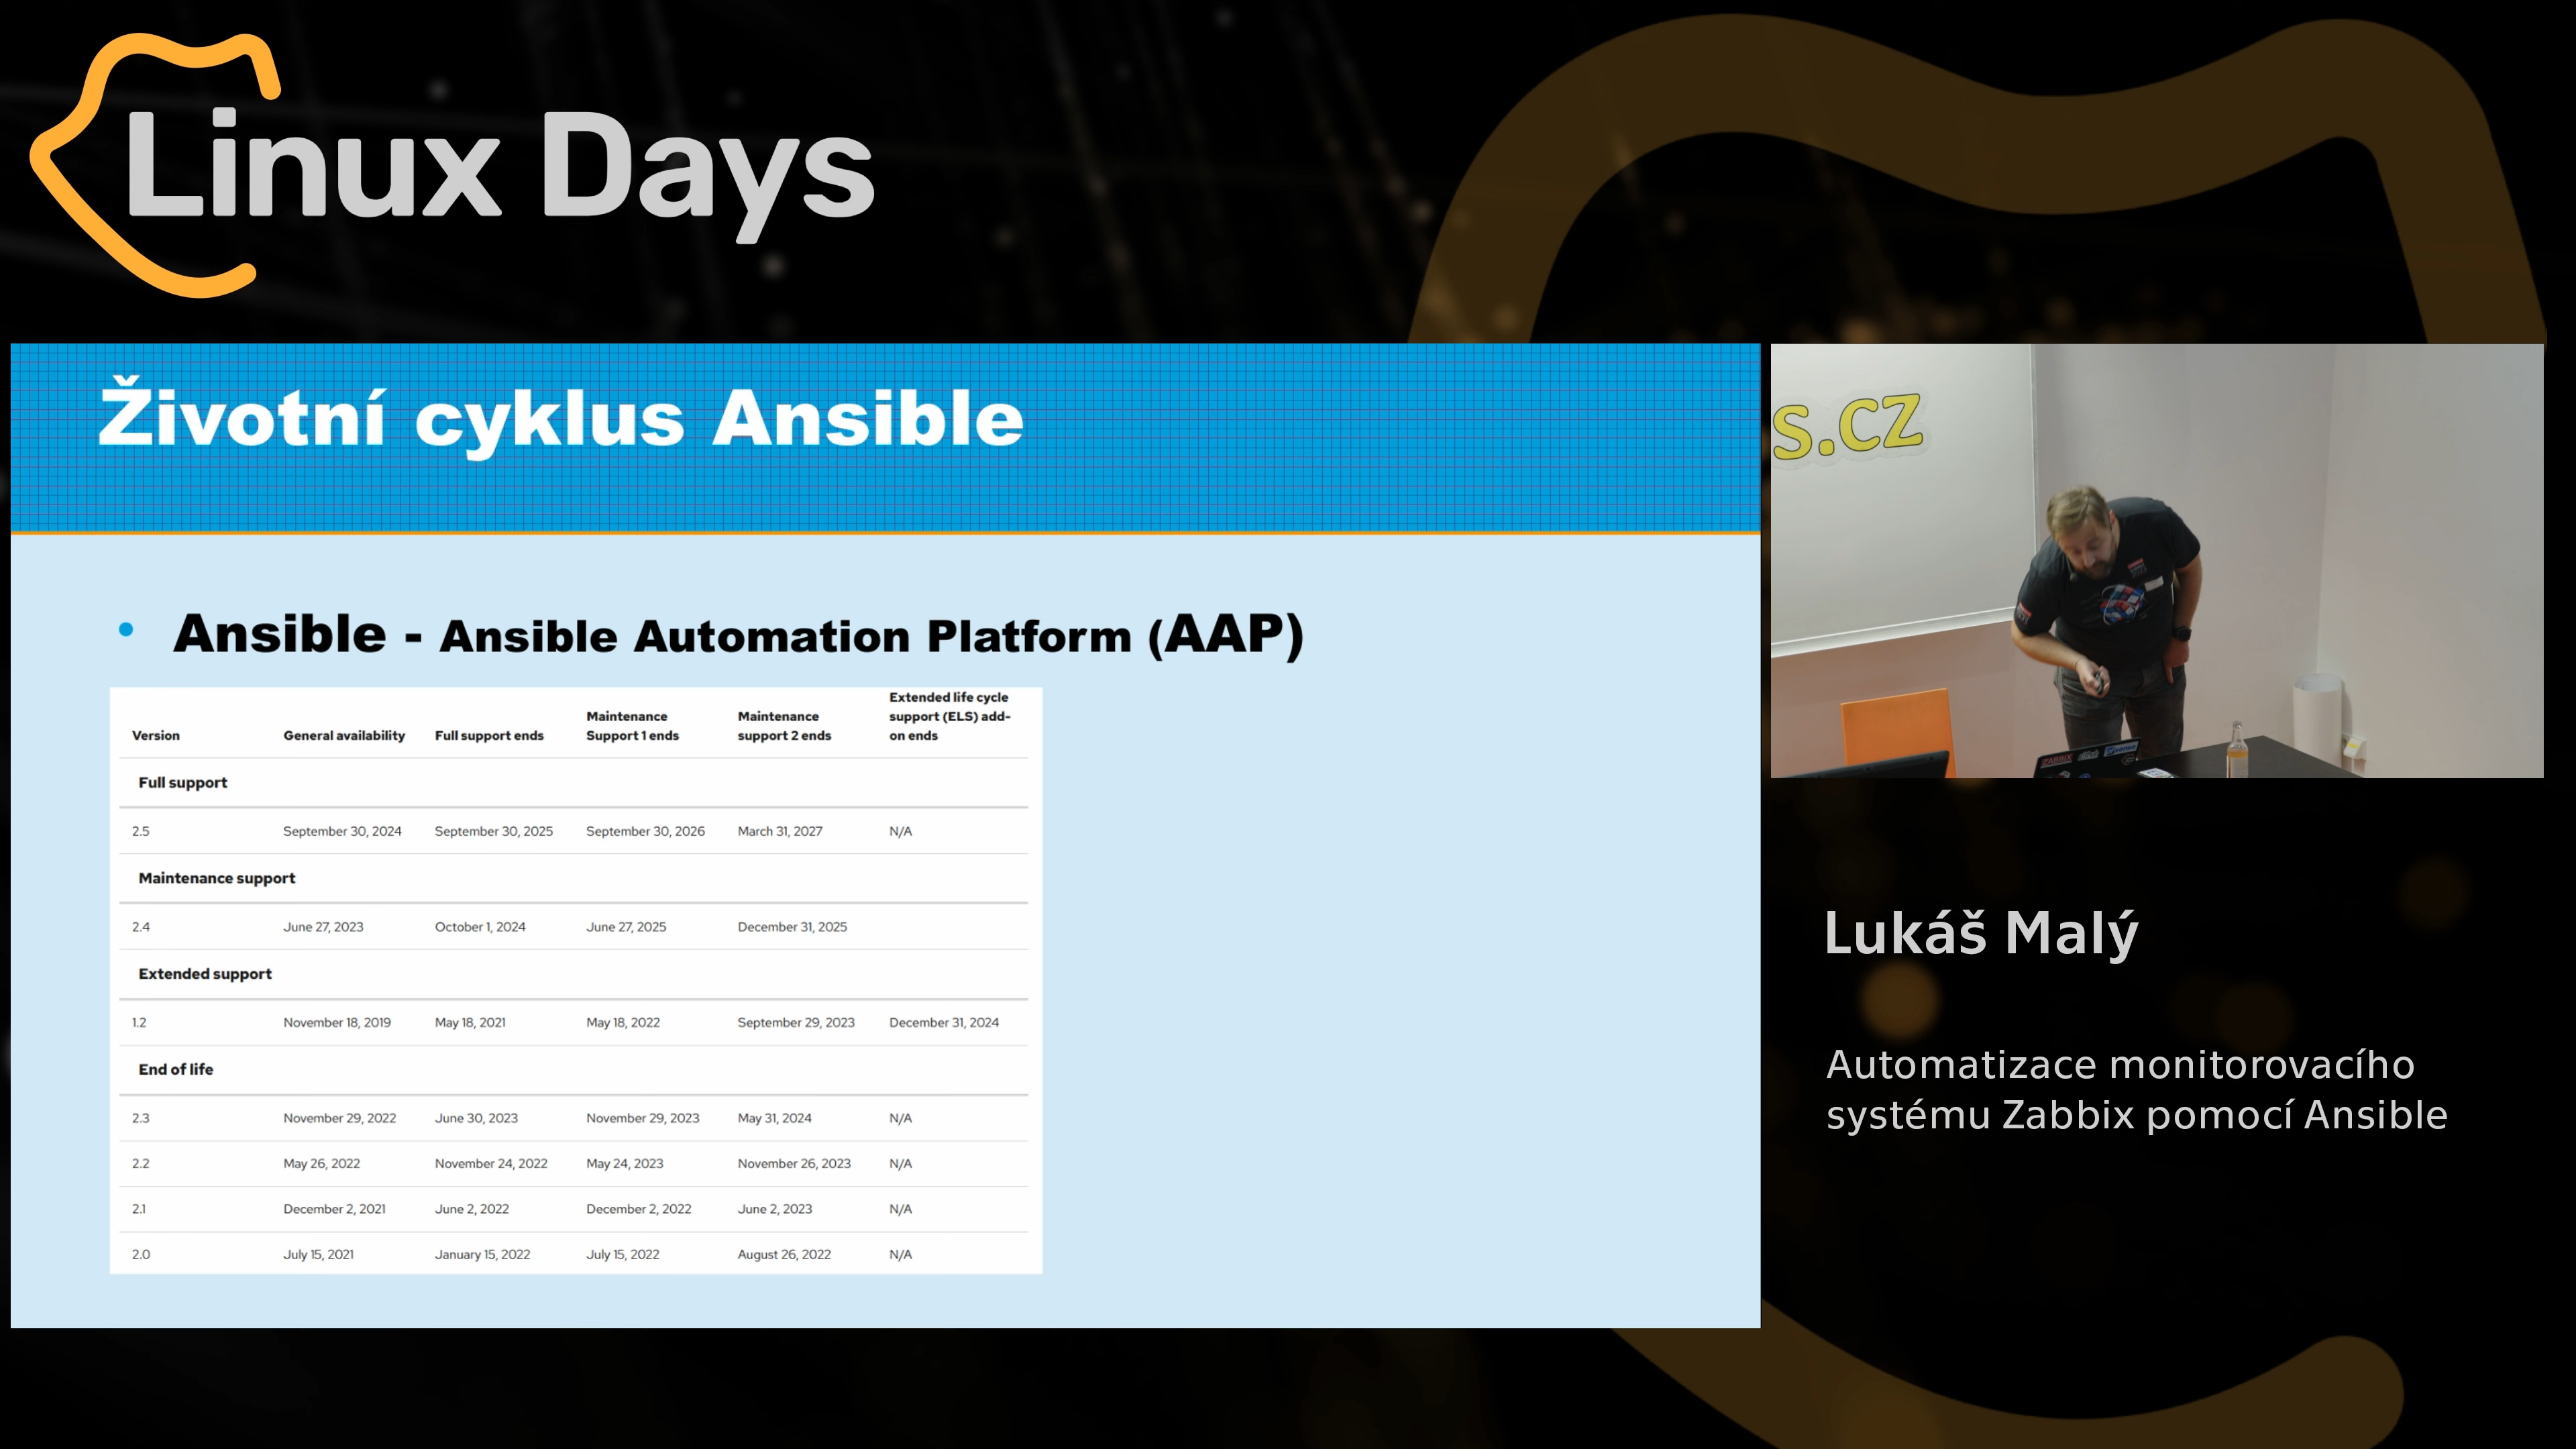 Linux Days
Životní cyklus Ansible
• Ansible - Ansible Automation Platform (AAP)
Version General availability Full support ends Maintenance Support 1 ends Maintenance support 2 ends Extended life cycle support (ELS) add-on ends
Full support
2.5 September 30, 2024 September 30, 2025 September 30, 2026 March 31, 2027 N/A
Maintenance support
2.4 June 27, 2023 October 1, 2024 June 27, 2025 December 31, 2025
Extended support
1.2 November 18, 2019 May 18, 2021 May 18, 2022 September 29, 2023 December 31, 2024
End of life
2.3 November 29, 2022 June 30, 2023 November 29, 2023 May 31, 2024 N/A
2.2 May 26, 2022 November 24, 2022 May 24, 2023 November 26, 2023 N/A
2.1 December 2, 2021 June 2, 2022 December 2, 2022 June 2, 2023 N/A
2.0 July 15, 2021 January 15, 2022 July 15, 2022 August 26, 2022 N/A
S.CZ
ZABBIX
Lukáš Malý
Automatizace monitorovacího
systému Zabbix pomocí Ansible